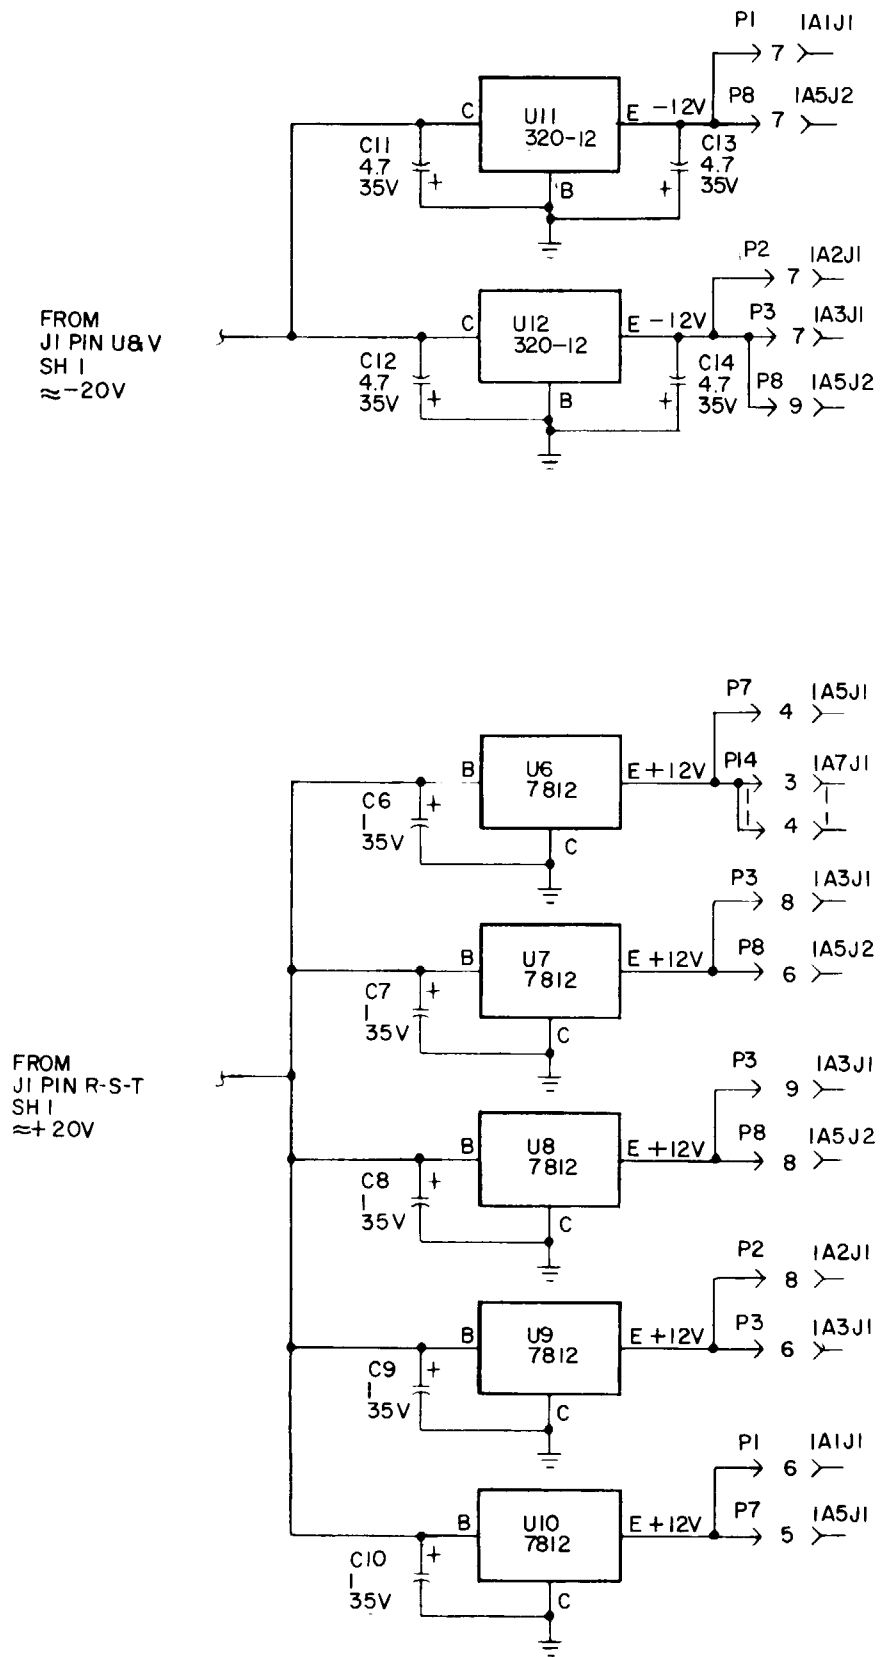 P1 1A1J1
7
C U11 E -12V P8 1A5J2
320-12 7
C11 C13
4.7 4.7
35V + B + 35V
P2 1A2J1
7
FROM
J1 PIN U&V
SH 1
≈-20V
C U12 E -12V P3 1A3J1
320-12 7
C12 C14
4.7 4.7
35V + B + 35V
P8 1A5J2
9
P7 1A5J1
4
B U6 E +12V P14 1A7J1
7812 3
C6 +
1
35V C
4
P3 1A3J1
8
B U7 E +12V P8 1A5J2
7812 6
C7 +
1
35V C
FROM
J1 PIN R-S-T
SH 1
≈+20V
P3 1A3J1
9
B U8 E +12V P8 1A5J2
7812 8
C8 +
1
35V C
P2 1A2J1
8
B U9 E +12V P3 1A3J1
7812 6
C9 +
1
35V C
P1 1A1J1
6
B U10 E +12V P7 1A5J1
7812 5
C10 +
1
35V C